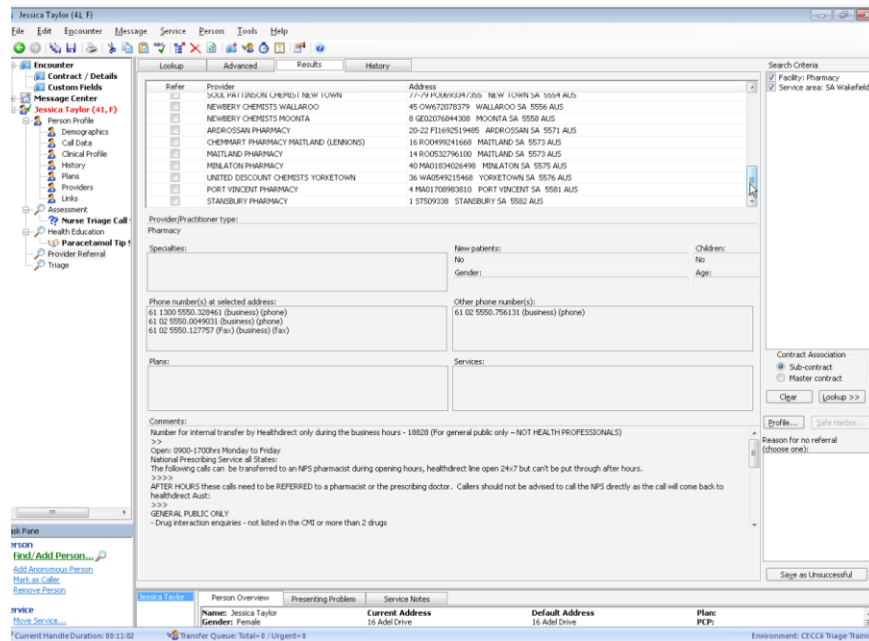 Jessica Taylor (41, F)
File Edit Encounter Message Service Person Tools Help
Encounter
Contract / Details
Custom Fields
Message Center
Jessica Taylor (41, F)
Person Profile
Demographics
Call Data
Clinical Profile
History
Plans
Providers
Links
Assessment
Nurse Triage Call
Health Education
Paracetamol Tip
Provider Referral
Triage
Lookup Advanced Results History
Refer Provider Address
SOUL PATTINSON CHEMIST NEW TOWN 77-79 PO0693347355 NEW TOWN SA 5554 AUS
NEWBERY CHEMISTS WALLAROO 45 OW672078379 WALLAROO SA 5556 AUS
NEWBERY CHEMISTS MOONTA 8 GE02076844308 MOONTA SA 5558 AUS
ARDROSSAN PHARMACY 20-22 FI1692519485 ARDROSSAN SA 5571 AUS
CHEMMART PHARMACY MAITLAND (LENNONS) 16 RO0499241668 MAITLAND SA 5573 AUS
MAITLAND PHARMACY 14 RO0532796100 MAITLAND SA 5573 AUS
MINLATON PHARMACY 40 MA01834026498 MINLATON SA 5575 AUS
UNITED DISCOUNT CHEMISTS YORKETOWN 36 WA0549215468 YORKETOWN SA 5576 AUS
PORT VINCENT PHARMACY 4 MA01708983810 PORT VINCENT SA 5581 AUS
STANSBURY PHARMACY 1 STS09338 STANSBURY SA 5582 AUS
Provider/Practitioner type:
Pharmacy
Specialties: New patients: Children:
No No
Gender: Age:
Phone number(s) at selected address: Other phone number(s):
61 1300 5550.328461 (business) (phone) 61 02 5550.756131 (business) (phone)
61 02 5550.0049031 (business) (phone)
61 02 5550.127757 (Fax) (business) (fax)
Plans: Services:
Comments:
Number for internal transfer by Healthdirect only during the business hours - 18828 (For general public only – NOT HEALTH PROFESSIONALS)
>>
Open: 0900-1700hrs Monday to Friday
National Prescribing Service all States:
The following calls can be transferred to an NPS pharmacist during opening hours, healthdirect line open 24x7 but can't be put through after hours.
>>>>
AFTER HOURS these calls need to be REFERRED to a pharmacist or the prescribing doctor. Callers should not be advised to call the NPS directly as the call will come back to
healthdirect Aust:
>>>
GENERAL PUBLIC ONLY
- Drug interaction enquiries - not listed in the CMI or more than 2 drugs
Search Criteria
Facility: Pharmacy
Service area: SA Wakefield
Contract Association
Sub-contract
Master contract
Clear Lookup >>
Profile... Safe Harbor...
Reason for no referral
(choose one):
Save as Unsuccessful
ask Pane
erson
Find/Add Person...
Add Anonymous Person
Mark as Caller
Remove Person
ervice
Move Service...
Jessica Taylor Person Overview Presenting Problem Service Notes
Name: Jessica Taylor Current Address Default Address Plan:
Gender: Female 16 Adel Drive 16 Adel Drive PCP:
Current Handle Duration: 00:11:02 Transfer Queue: Total= 0 / Urgent= 0 Environment: CECC6 Triage Traini